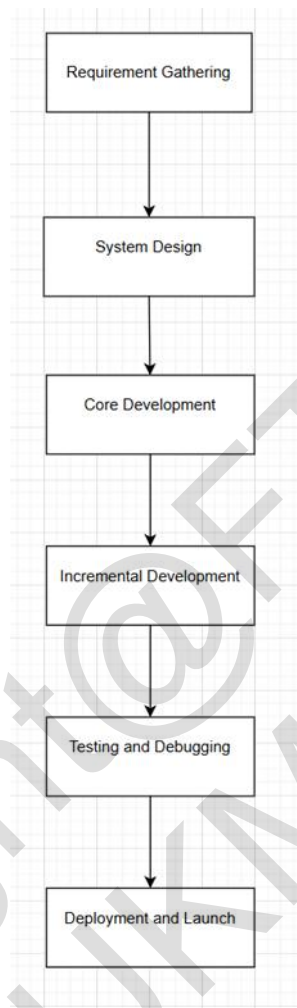 Requirement Gathering
System Design
Core Development
Incremental Development
Testing and Debugging
Deployment and Launch